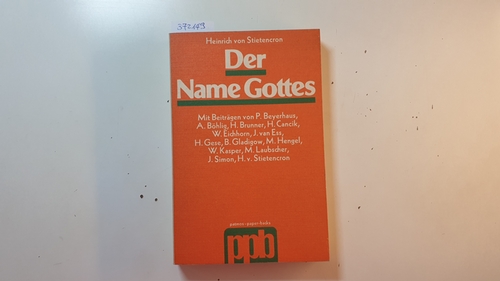 392449
Heinrich von Stietencron
Der
Name Gottes
Mit Beiträgen von P. Beyerhaus,
A. Böhlig, H. Brunner, H. Cancik,
W. Eichhorn, J. van Ess,
H. Gese, B. Gladigow, M. Hengel,
W. Kasper, M. Laubscher,
J. Simon, H. v. Stietencron
patmos paperbacks
ppb